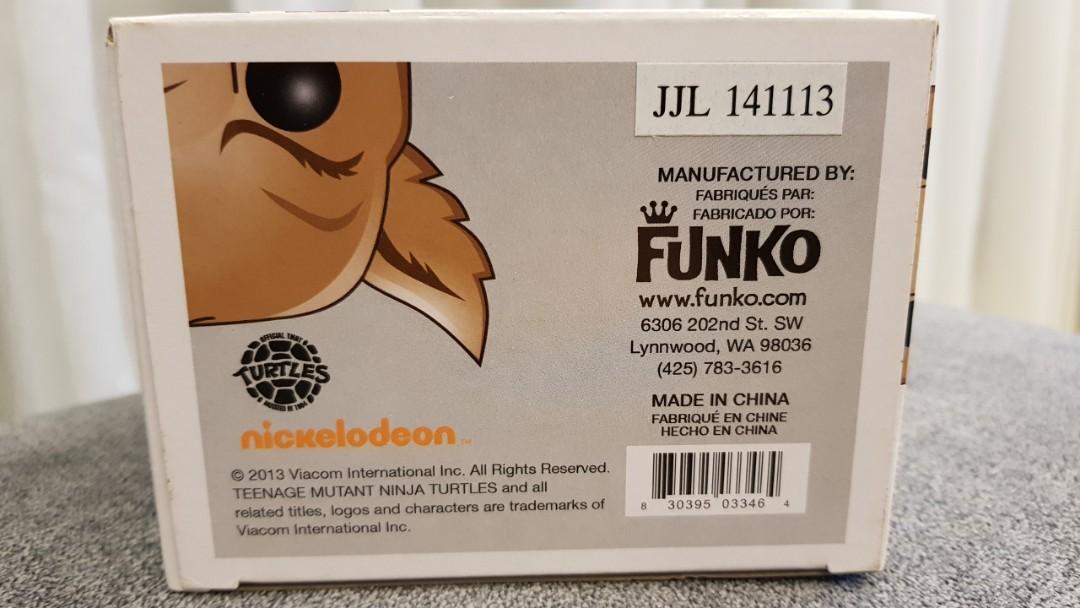 JJL 141113
MANUFACTURED BY:
FABRIQUÉS PAR:
FABRICADO POR:
FUNKO
www.funko.com
6306 202nd St. SW
Lynnwood, WA 98036
(425) 783-3616
MADE IN CHINA
FABRIQUÉ EN CHINE
HECHO EN CHINA
8 30395 03346 4
OFFICIAL TMNT
TURTLES
nickelodeon™
© 2013 Viacom International Inc. All Rights Reserved.
TEENAGE MUTANT NINJA TURTLES and all
related titles, logos and characters are trademarks of
Viacom International Inc.